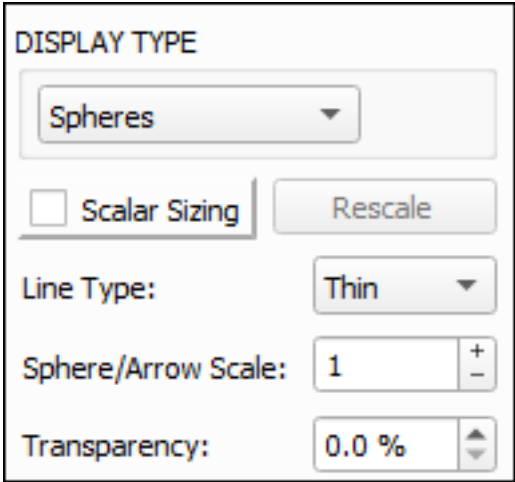 DISPLAY TYPE
Spheres
Scalar Sizing Rescale
Line Type: Thin
Sphere/Arrow Scale: 1 + -
Transparency: 0.0 %